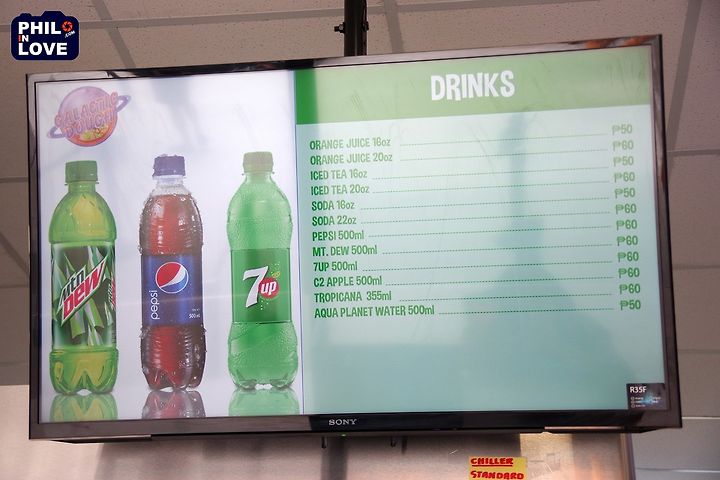 PHIL
IN
LOVE
.COM
GALACTIC
DOUGH
DRINKS
ORANGE JUICE 16oz ₱50
ORANGE JUICE 20oz ₱60
ICED TEA 16oz ₱50
ICED TEA 20oz ₱60
SODA 16oz ₱50
SODA 22oz ₱60
PEPSI 500ml ₱60
MT. DEW 500ml ₱60
7UP 500ml ₱60
C2 APPLE 500ml ₱60
TROPICANA 355ml ₱60
AQUA PLANET WATER 500ml ₱50
mtn
DEW
pepsi
500 ml
7up
R35F
SONY
CHILLER
STANDARD